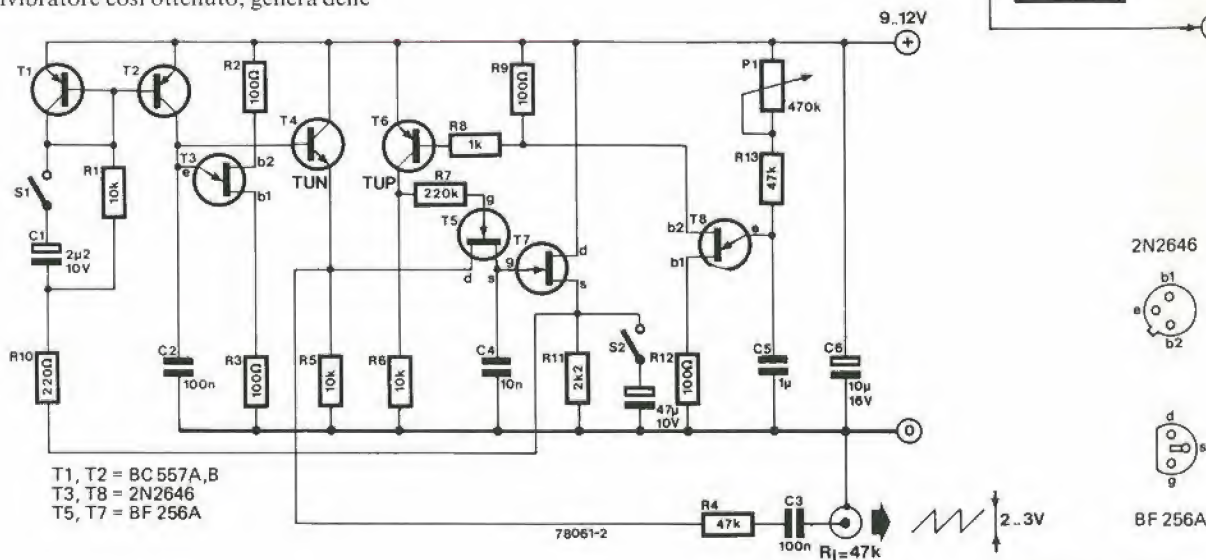 ivibratore così ottenuto, genera delle
9..12V
+
T1
T2
R2
100Ω
R9
100Ω
P1
470k
T4
T6
R8
1k
T3
e
b2
b1
TUN
TUP
R7
220k
g
R1
10k
S1
R13
47k
T5
T7
T8
b2
b1
e
d
s
g
d
s
C1
2µ2
10V
2N2646
b1
e
b2
R10
220Ω
C2
100n
R3
100Ω
R5
10k
R6
10k
C4
10n
R11
2k2
S2
47µ
10V
R12
100Ω
C5
1µ
C6
10µ
16V
0
d
s
g
BF 256A
T1, T2 = BC 557A,B
T3, T8 = 2N2646
T5, T7 = BF 256A
78061-2
R4
47k
C3
100n
Ri=47k
2..3V